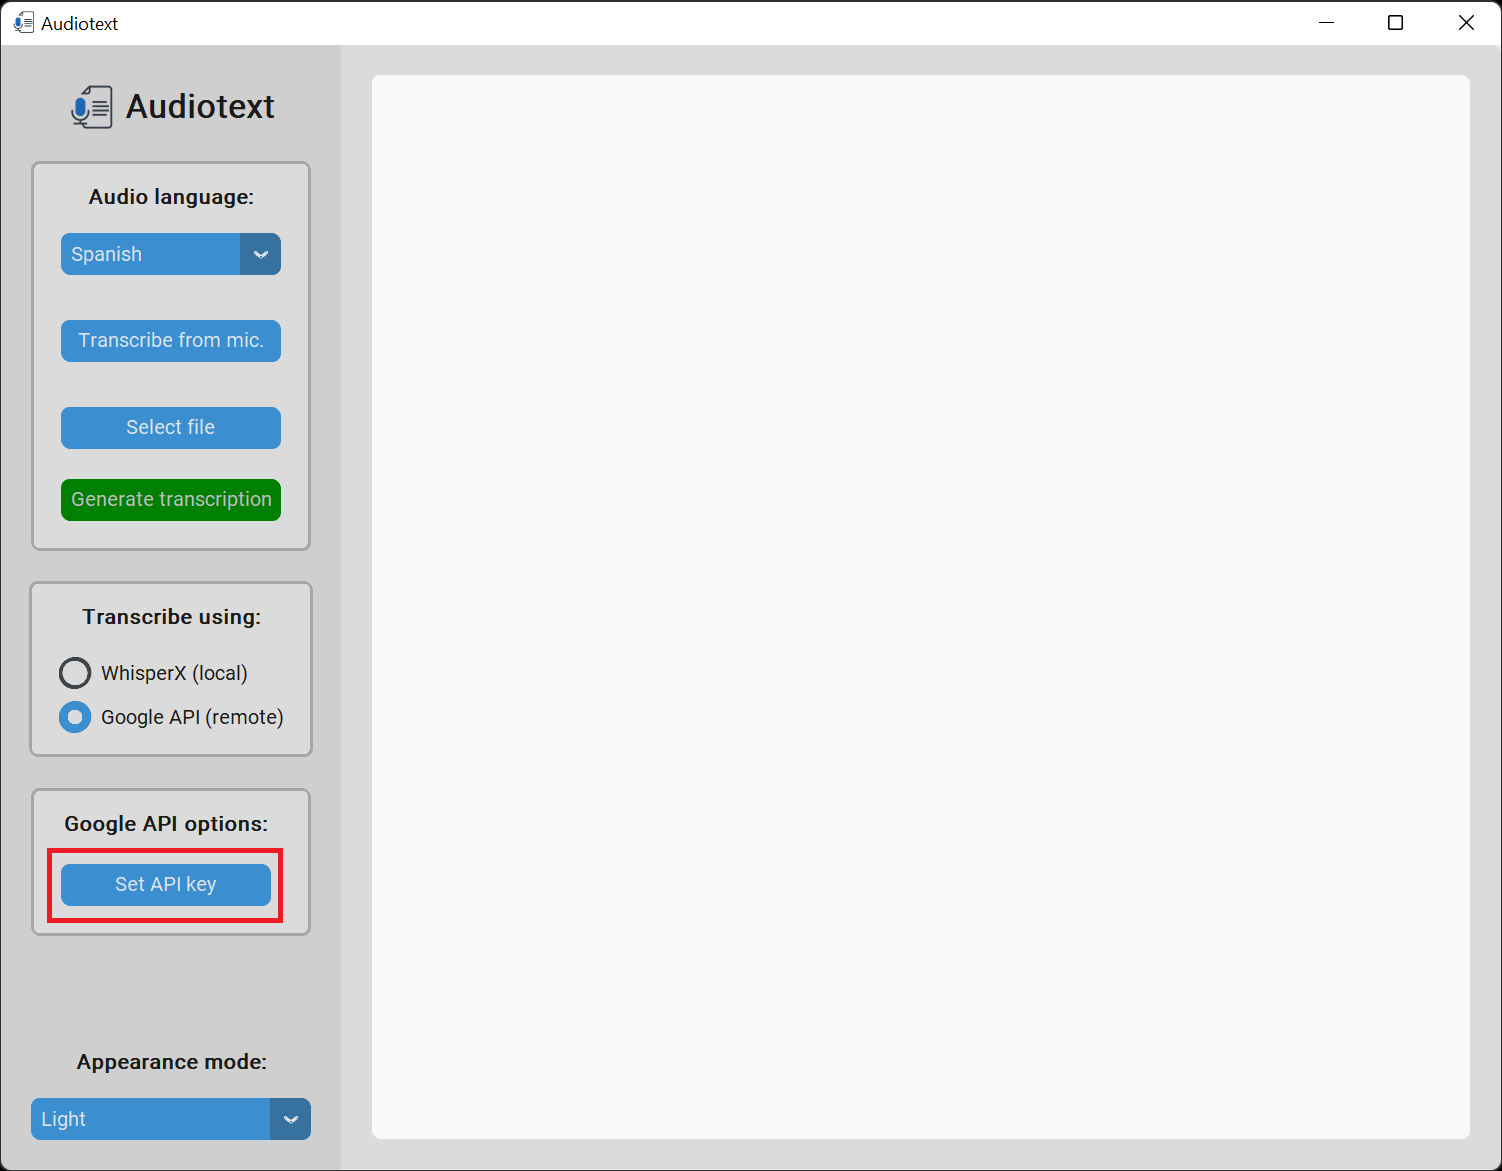 Audiotext
Audiotext
Audio language:
Spanish
Transcribe from mic.
Select file
Generate transcription
Transcribe using:
WhisperX (local)
Google API (remote)
Google API options:
Set API key
Appearance mode:
Light